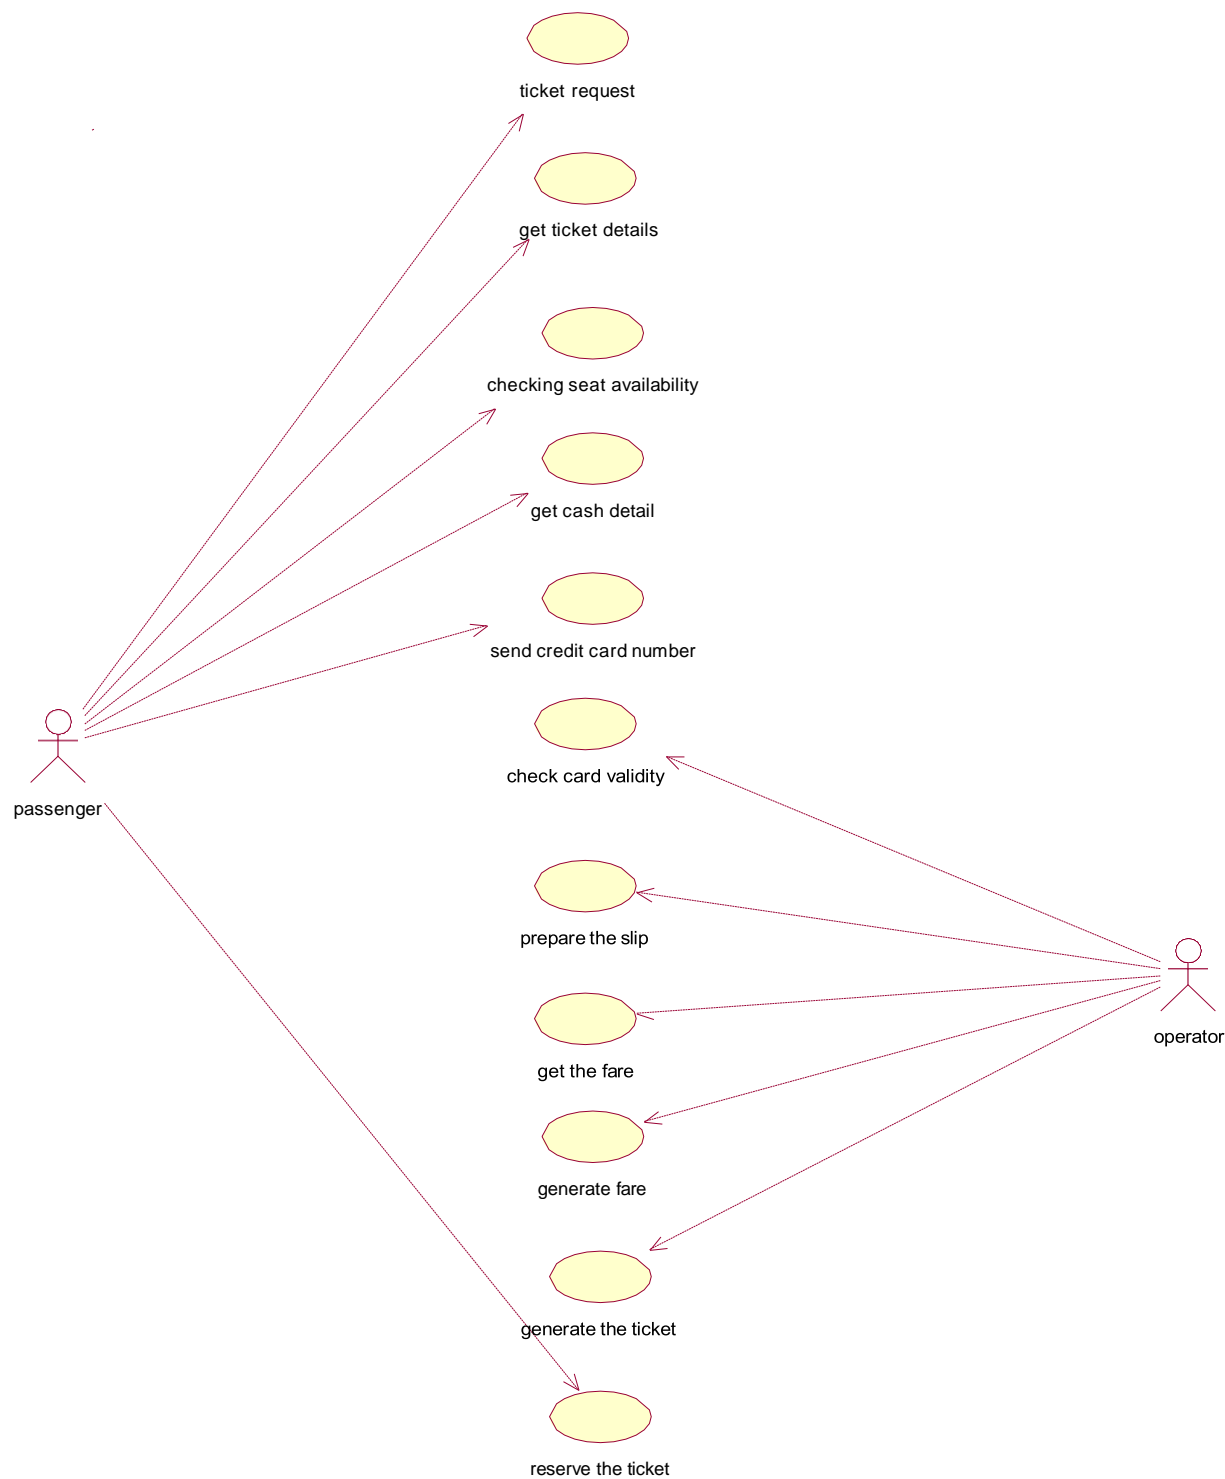 ticket request
get ticket details
checking seat availability
get cash detail
send credit card number
check card validity
passenger
prepare the slip
operator
get the fare
generate fare
generate the ticket
reserve the ticket